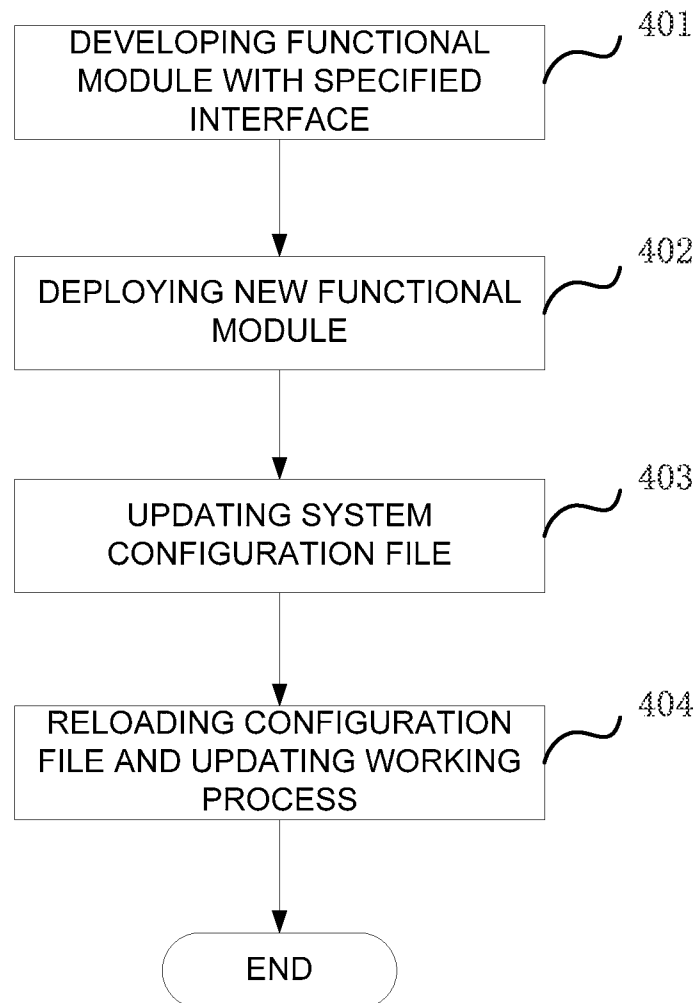 DEVELOPING FUNCTIONAL
MODULE WITH SPECIFIED
INTERFACE
401
DEPLOYING NEW FUNCTIONAL
MODULE
402
UPDATING SYSTEM
CONFIGURATION FILE
403
RELOADING CONFIGURATION
FILE AND UPDATING WORKING
PROCESS
404
END